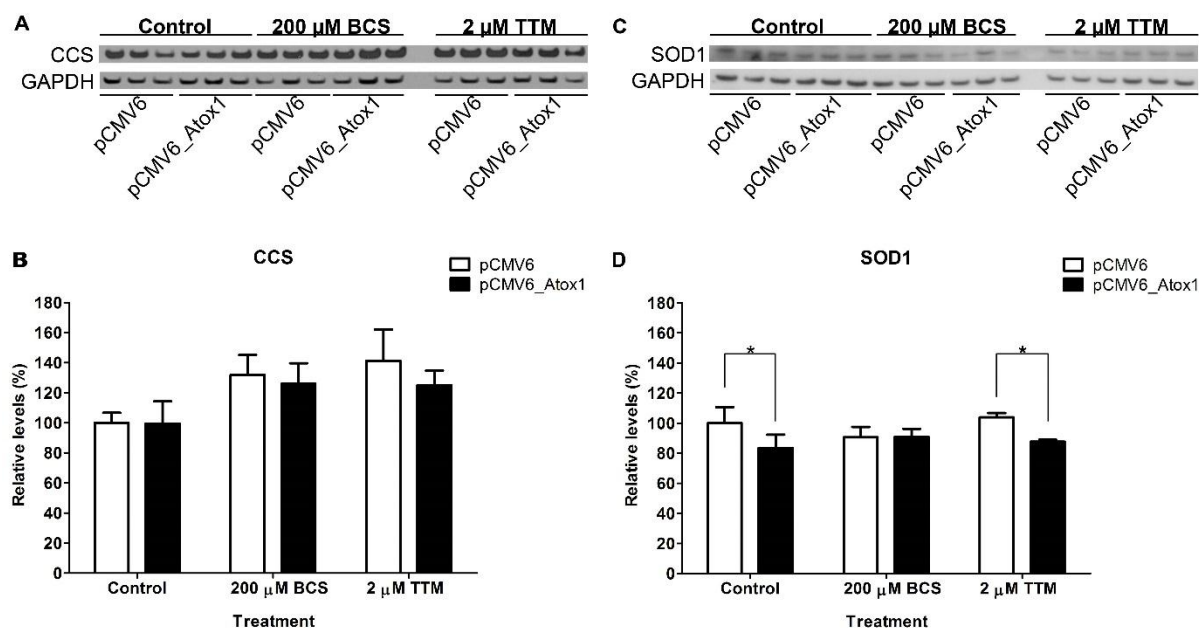 A
Control 200 µM BCS 2 µM TTM
CCS
GAPDH
pCMV6
pCMV6_Atox1
pCMV6
pCMV6_Atox1
pCMV6
pCMV6_Atox1
C
Control 200 µM BCS 2 µM TTM
SOD1
GAPDH
pCMV6
pCMV6_Atox1
pCMV6
pCMV6_Atox1
pCMV6
pCMV6_Atox1
B
CCS
pCMV6
pCMV6_Atox1
Relative levels (%)
180
160
140
120
100
80
60
40
20
0
Control 200 µM BCS 2 µM TTM
Treatment
D
SOD1
pCMV6
pCMV6_Atox1
Relative levels (%)
180
160
140
120
100
80
60
40
20
0
* *
Control 200 µM BCS 2 µM TTM
Treatment